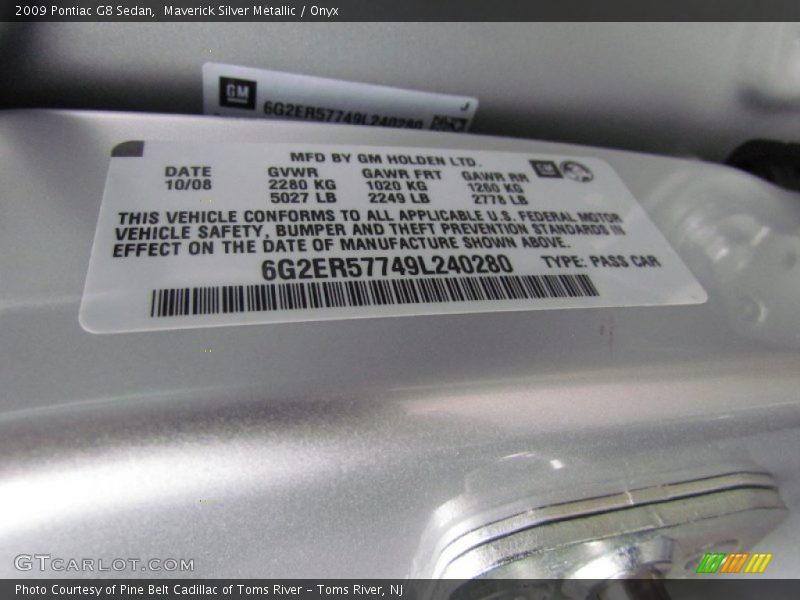 2009 Pontiac G8 Sedan,  Maverick Silver Metallic / Onyx
GM
6G2ER57749L240280
J
MFD BY GM HOLDEN LTD.
GM
DATE GVWR GAWR FRT GAWR RR
10/08 2280 KG 1020 KG 1260 KG
5027 LB 2249 LB 2778 LB
THIS VEHICLE CONFORMS TO ALL APPLICABLE U.S. FEDERAL MOTOR
VEHICLE SAFETY, BUMPER AND THEFT PREVENTION STANDARDS IN
EFFECT ON THE DATE OF MANUFACTURE SHOWN ABOVE.
6G2ER57749L240280 TYPE: PASS CAR
GTCARLOT.COM
Photo Courtesy of Pine Belt Cadillac of Toms River – Toms River, NJ